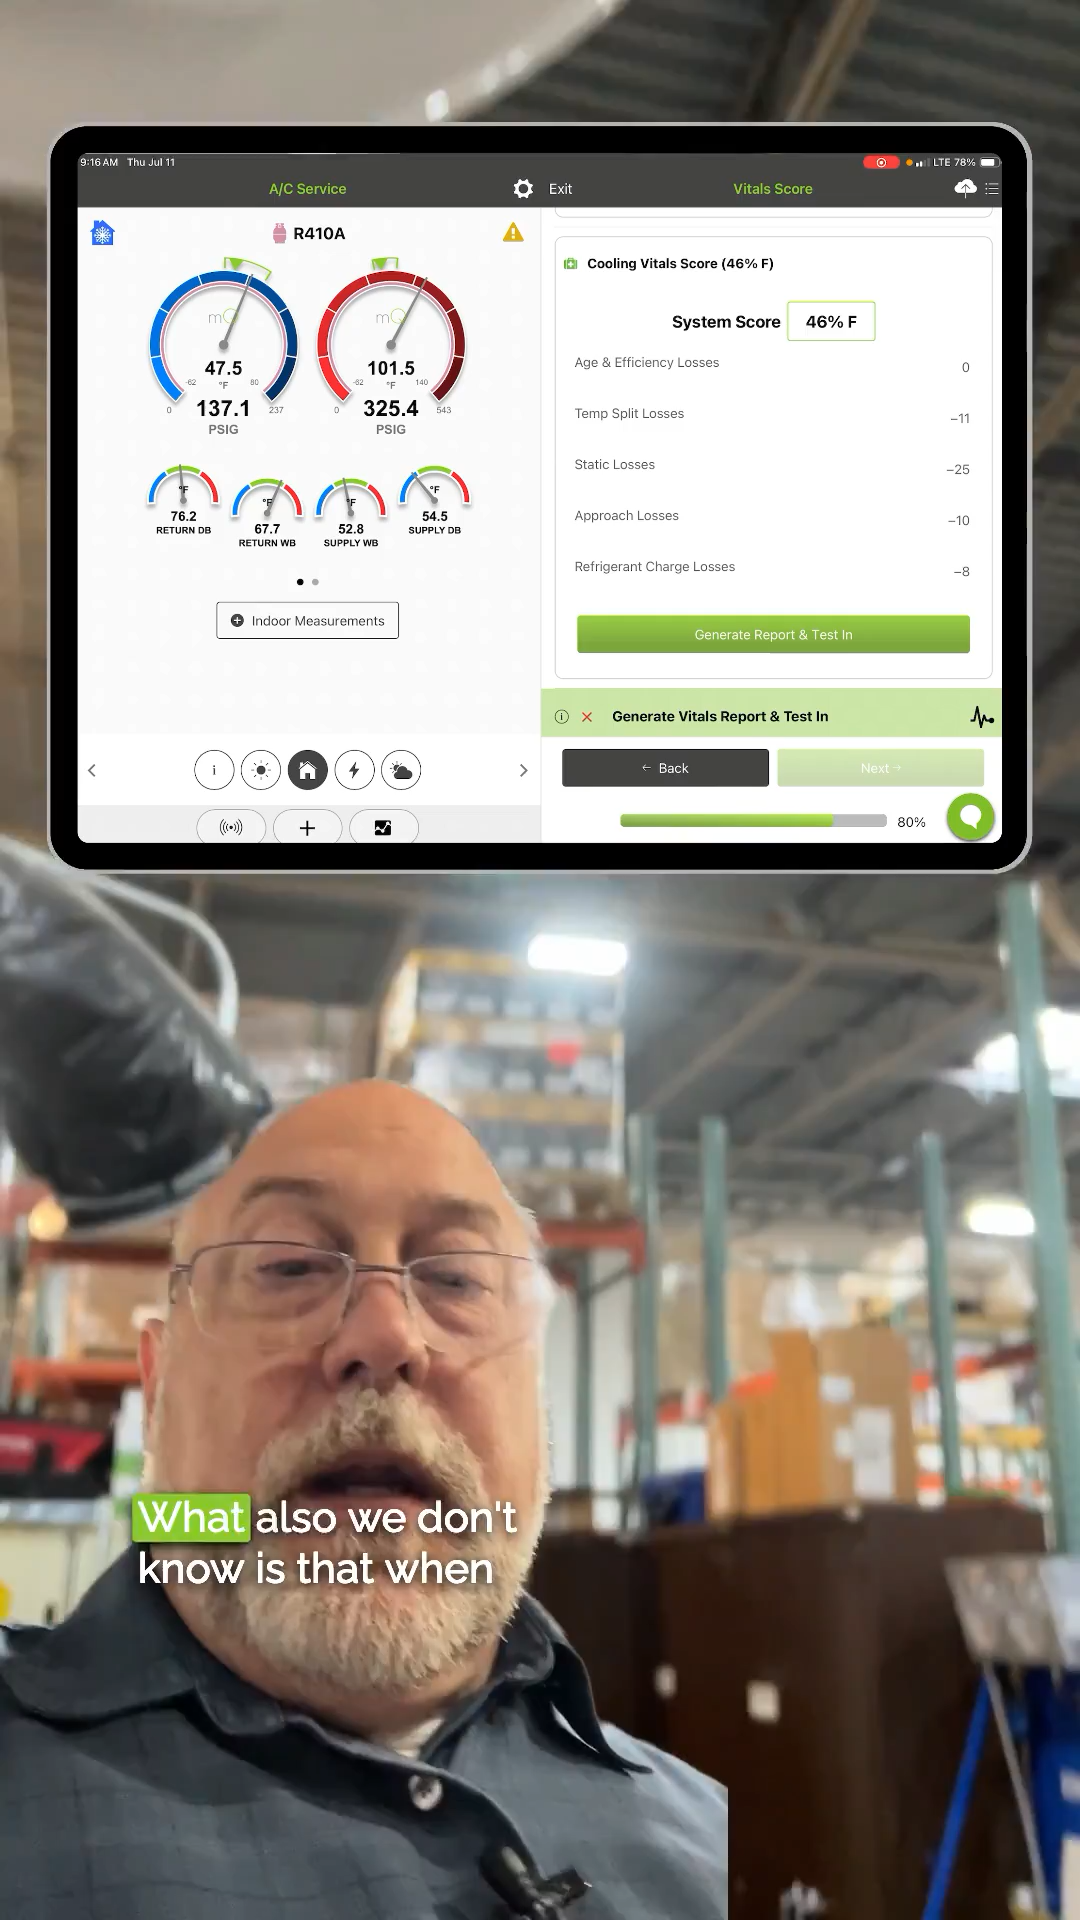 9:16 AM Thu Jul 11
LTE 78%
A/C Service
Exit
Vitals Score
R410A
mQ
47.5
°F
-62
80
0
137.1
237
PSIG
mQ
101.5
°F
-62
140
0
325.4
543
PSIG
°F
76.2
RETURN DB
°F
67.7
RETURN WB
°F
52.8
SUPPLY WB
°F
54.5
SUPPLY DB
Indoor Measurements
i
Cooling Vitals Score (46% F)
System Score 46% F
Age & Efficiency Losses 0
Temp Split Losses -11
Static Losses -25
Approach Losses -10
Refrigerant Charge Losses -8
Generate Report & Test In
i × Generate Vitals Report & Test In
← Back
Next →
80%
What also we don't
know is that when